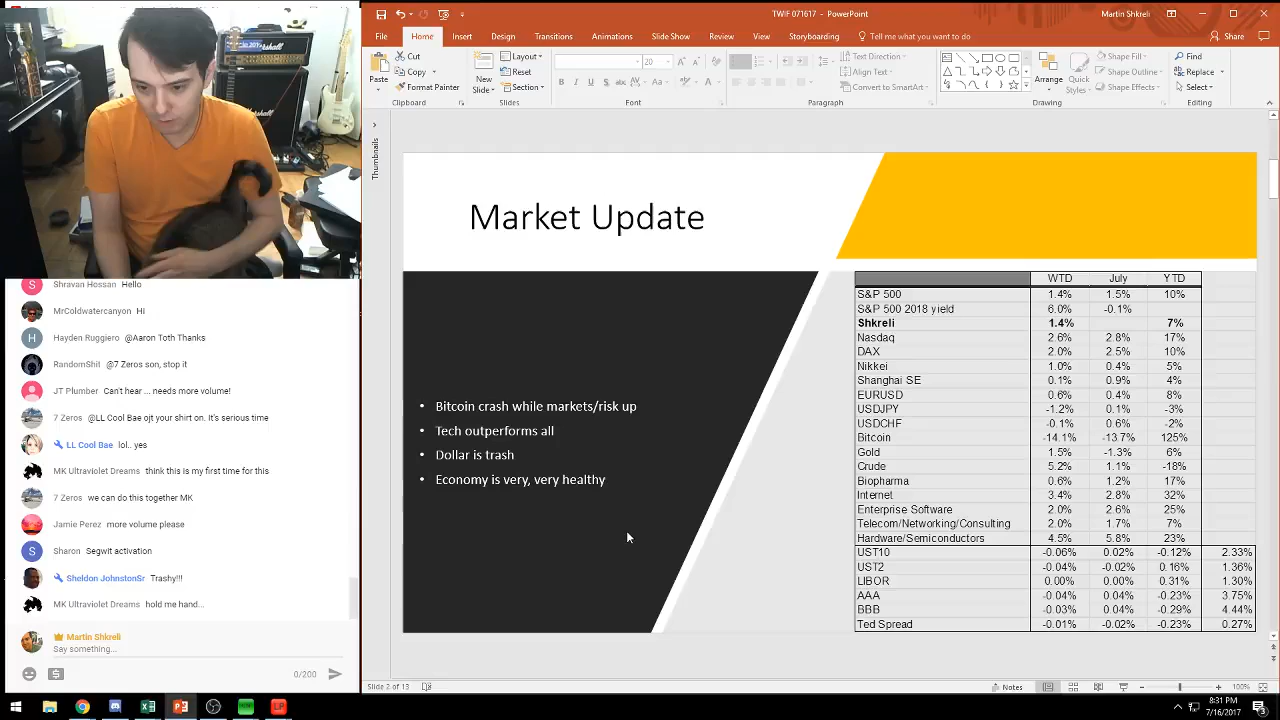 TWIF 071617 - PowerPoint
Martin Shkreli
File Home Insert Design Transitions Animations Slide Show Review View Storyboarding Tell me what you want to do Share
Paste
Cut
Copy
Format Painter
Clipboard
New Slide
Layout
Reset
Section
Slides
20
Font
Text Direction
Align Text
Convert to SmartArt
Paragraph
Arrange
Quick Styles
Shape Fill
Shape Outline
Shape Effects
Drawing
Find
Replace
Select
Editing
Marshall
Marshall
Thumbnails
Market Update
• Bitcoin crash while markets/risk up
• Tech outperforms all
• Dollar is trash
• Economy is very, very healthy
WTD July YTD
S&P 500 1.4% 1.5% 10%
S&P 500 2018 yield 6.0% -0.1%
Shkreli 1.4% 7%
Nasdaq 2.6% 2.8% 17%
DAX 2.0% 2.5% 10%
Nikkei 1.0% 0.4% 5%
Shanghai SE 0.1% 0.9% 4%
EURUSD 0.6% 0.4% 8%
USDJPY -1.2% 0.1%
USDCHF -0.1% 0.6%
Bitcoin -14.1% -13.7% 125%
Gold 1.5%
Crude 5.2%
Biopharma 0.6% 1.2% 17%
Internet 2.8% 32%
Enterprise Software 2.0% 2.6% 25%
Telecom/Networking/Consulting 2.0% 1.7% 7%
Hardware/Semiconductors 5.8% 23%
UST10 -0.06% 0.02% -0.12% 2.33%
UST2 -0.04% -0.02% 0.16% 1.36%
LIBOR 0.00% 0.00% 0.31% 1.30%
AAA -0.04% 0.04% -0.23% 3.75%
BBB -0.03% 0.04% -0.28% 4.44%
Ted Spread -0.01% -0.02% -0.23% 0.27%
S Shravan Hossan Hello
MrColdwatercanyon Hi
H Hayden Ruggiero @Aaron Toth Thanks
RandomShit @7 Zeros son, stop it
JT Plumber Can't hear ... needs more volume!
7 Zeros @LL Cool Bae ojt your shirt on. It's serious time
LL Cool Bae lol.. yes
MK Ultraviolet Dreams think this is my first time for this
7 Zeros we can do this together MK
Jamie Perez more volume please
S Sharon Segwit activation
Sheldon JohnstonSr Trashy!!!
MK Ultraviolet Dreams hold me hand...
Martin Shkreli
Say something...
0/200
Slide 2 of 13
Notes
100%
8:31 PM
7/16/2017